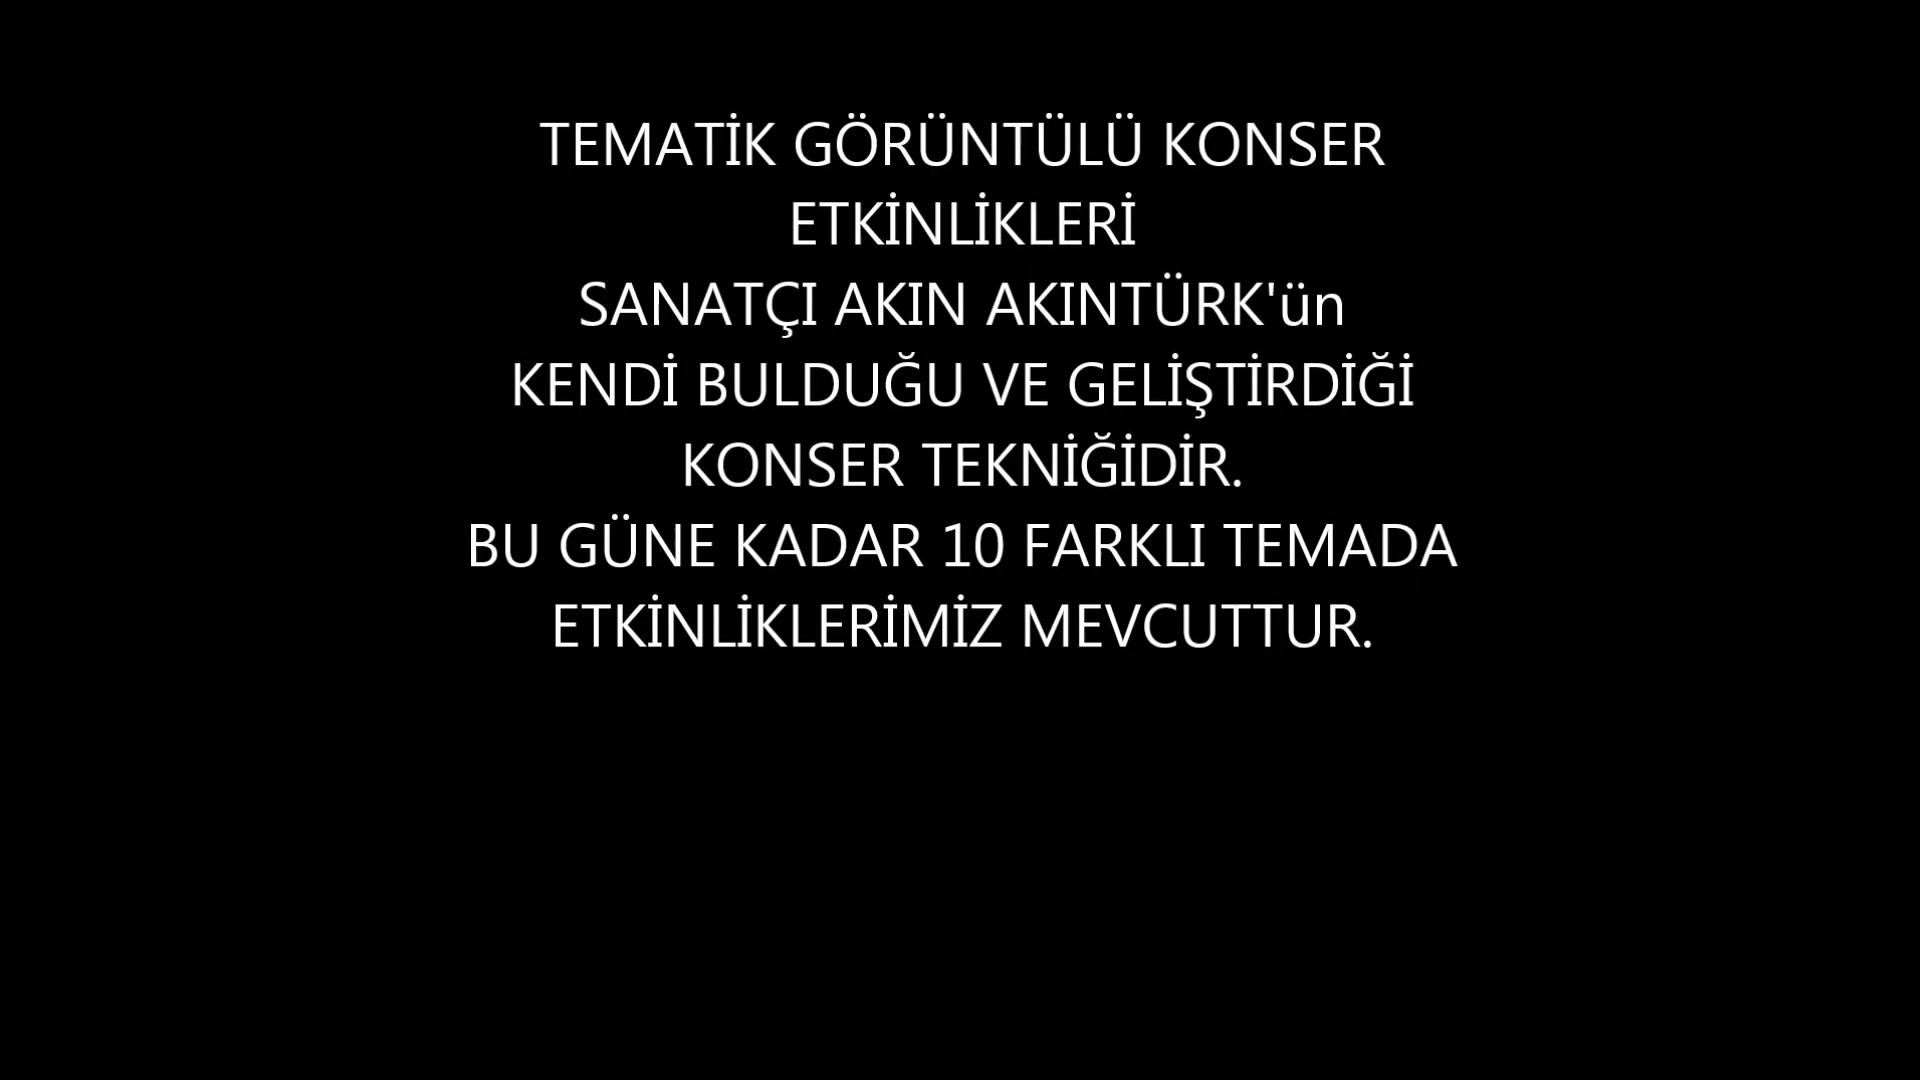 TEMATİK GÖRÜNTÜLÜ KONSER
ETKİNLİKLERİ
SANATÇI AKIN AKINTÜRK'ün
KENDİ BULDUĞU VE GELİŞTİRDİĞİ
KONSER TEKNİĞİDİR.
BU GÜNE KADAR 10 FARKLI TEMADA
ETKİNLİKLERİMİZ MEVCUTTUR.